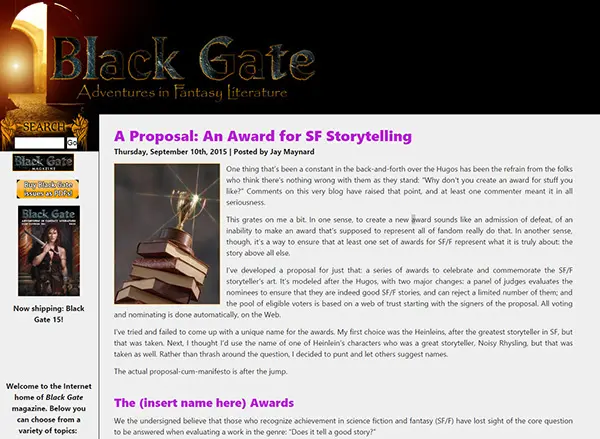 Black Gate
Adventures in Fantasy Literature
SEARCH
Go
Black Gate
MAGAZINE
Buy Black Gate
issues as PDFs!
Black Gate
Now shipping: Black
Gate 15!
Welcome to the Internet
home of Black Gate
magazine. Below you
can choose from a
variety of topics:
A Proposal: An Award for SF Storytelling
Thursday, September 10th, 2015 | Posted by Jay Maynard
One thing that's been a constant in the back-and-forth over the Hugos has been the refrain from the folks
who think there's nothing wrong with them as they stand: "Why don't you create an award for stuff you
like?" Comments on this very blog have raised that point, and at least one commenter meant it in all
seriousness.
This grates on me a bit. In one sense, to create a new award sounds like an admission of defeat, of an
inability to make an award that's supposed to represent all of fandom really do that. In another sense,
though, it's a way to ensure that at least one set of awards for SF/F represent what it is truly about: the
story above all else.
I've developed a proposal for just that: a series of awards to celebrate and commemorate the SF/F
storyteller's art. It's modeled after the Hugos, with two major changes: a panel of judges evaluates the
nominees to ensure that they are indeed good SF/F stories, and can reject a limited number of them; and
the pool of eligible voters is based on a web of trust starting with the signers of the proposal. All voting
and nominating is done automatically, on the Web.
I've tried and failed to come up with a unique name for the awards. My first choice was the Heinleins, after the greatest storyteller in SF, but
that was taken. Next, I thought I'd use the name of one of Heinlein's characters who was a great storyteller, Noisy Rhysling, but that was
taken as well. Rather than thrash around the question, I decided to punt and let others suggest names.
The actual proposal-cum-manifesto is after the jump.
The (insert name here) Awards
We the undersigned believe that those who recognize achievement in science fiction and fantasy (SF/F) have lost sight of the core question
to be answered when evaluating a work in the genre: "Does it tell a good story?"